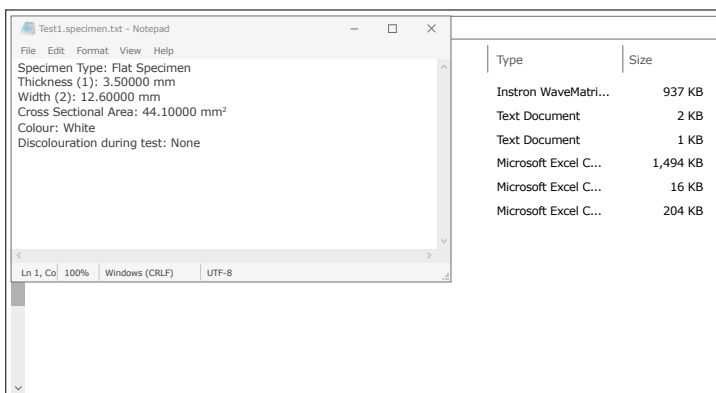 Test1.specimen.txt - Notepad
File Edit Format View Help
Specimen Type: Flat Specimen
Thickness (1): 3.50000 mm
Width (2): 12.60000 mm
Cross Sectional Area: 44.10000 mm²
Colour: White
Discolouration during test: None
Ln 1, Co 100% Windows (CRLF) UTF-8
Type Size
Instron WaveMatri... 937 KB
Text Document 2 KB
Text Document 1 KB
Microsoft Excel C... 1,494 KB
Microsoft Excel C... 16 KB
Microsoft Excel C... 204 KB